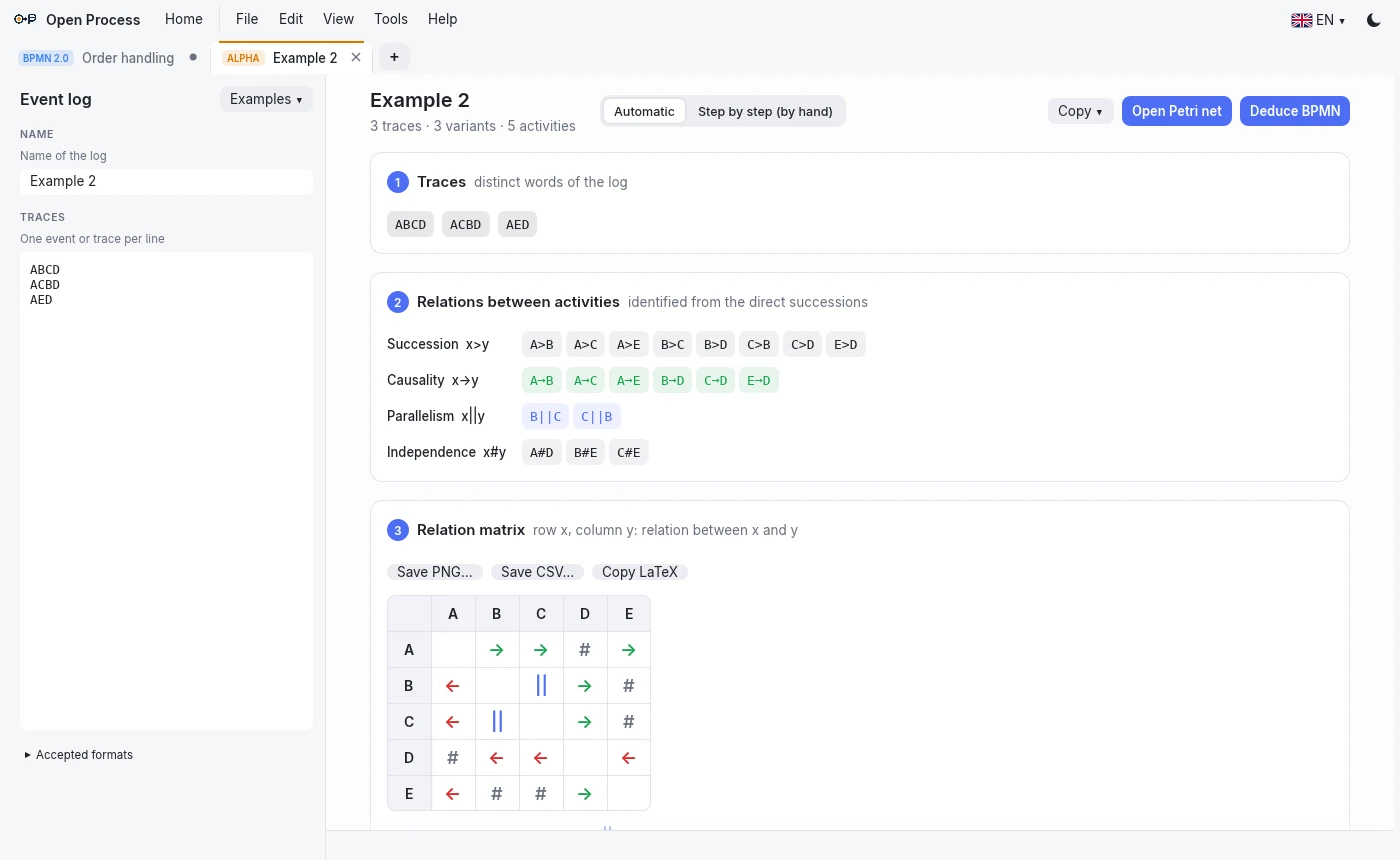 Open Process Home File Edit View Tools Help EN ▾
BPMN 2.0 Order handling ● ALPHA Example 2 × +
Event log Examples ▾
NAME
Name of the log
Example 2
TRACES
One event or trace per line
ABCD
ACBD
AED
▸ Accepted formats
Example 2
3 traces · 3 variants · 5 activities
Automatic Step by step (by hand)
Copy ▾ Open Petri net Deduce BPMN
1 Traces distinct words of the log
ABCD ACBD AED
2 Relations between activities identified from the direct successions
Succession x>y A>B A>C A>E B>C B>D C>B C>D E>D
Causality x→y A→B A→C A→E B→D C→D E→D
Parallelism x||y B||C C||B
Independence x#y A#D B#E C#E
3 Relation matrix row x, column y: relation between x and y
Save PNG... Save CSV... Copy LaTeX
A B C D E
A → → # →
B ← || → #
C ← || → #
D # ← ← ←
E ← # # →